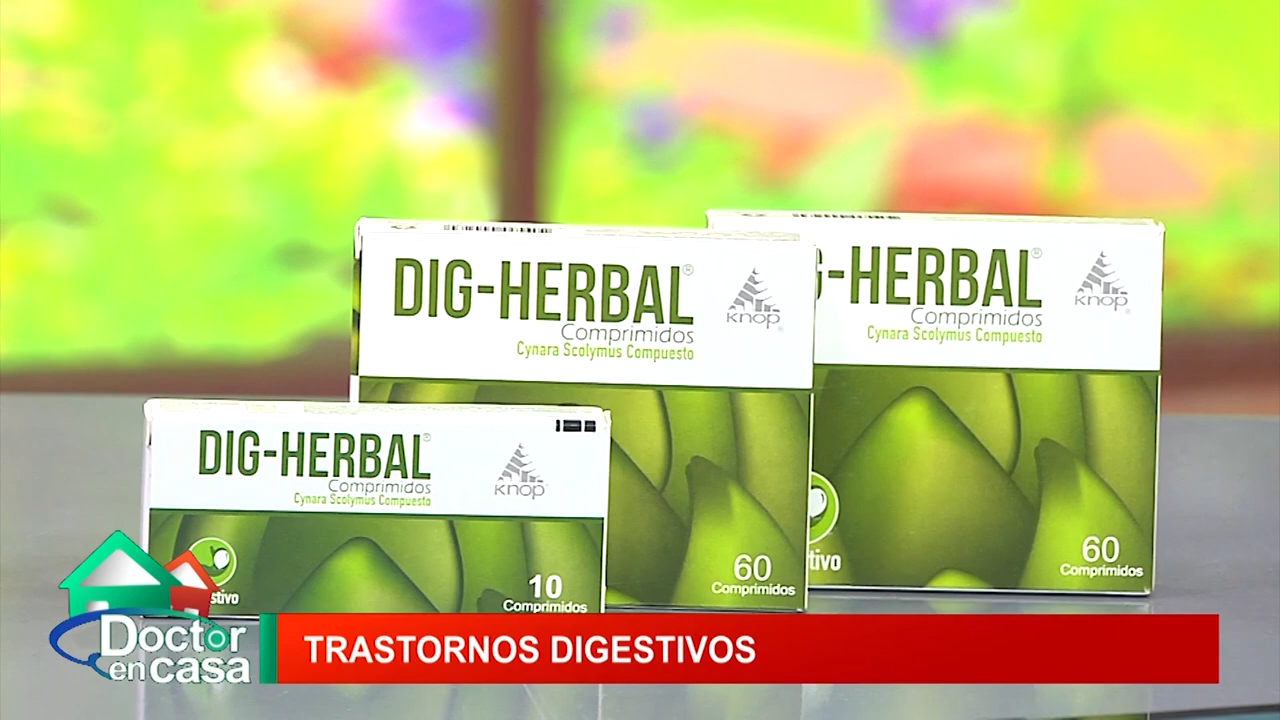 DIG-HERBAL®
Comprimidos
Cynara Scolymus Compuesto
knop
60
Comprimidos
-HERBAL®
Comprimidos
Cynara Scolymus Compuesto
knop
tivo
60
Comprimidos
DIG-HERBAL®
Comprimidos
Cynara Scolymus Compuesto
knop
stivo
10
Comprimidos
Doctor
en casa
TRASTORNOS DIGESTIVOS